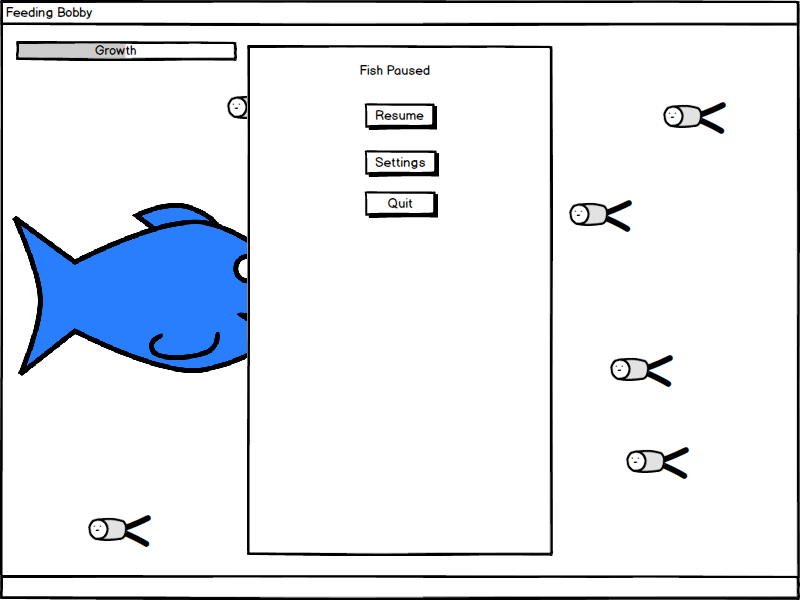 Feeding Bobby
Growth
Fish Paused
Resume
Settings
Quit